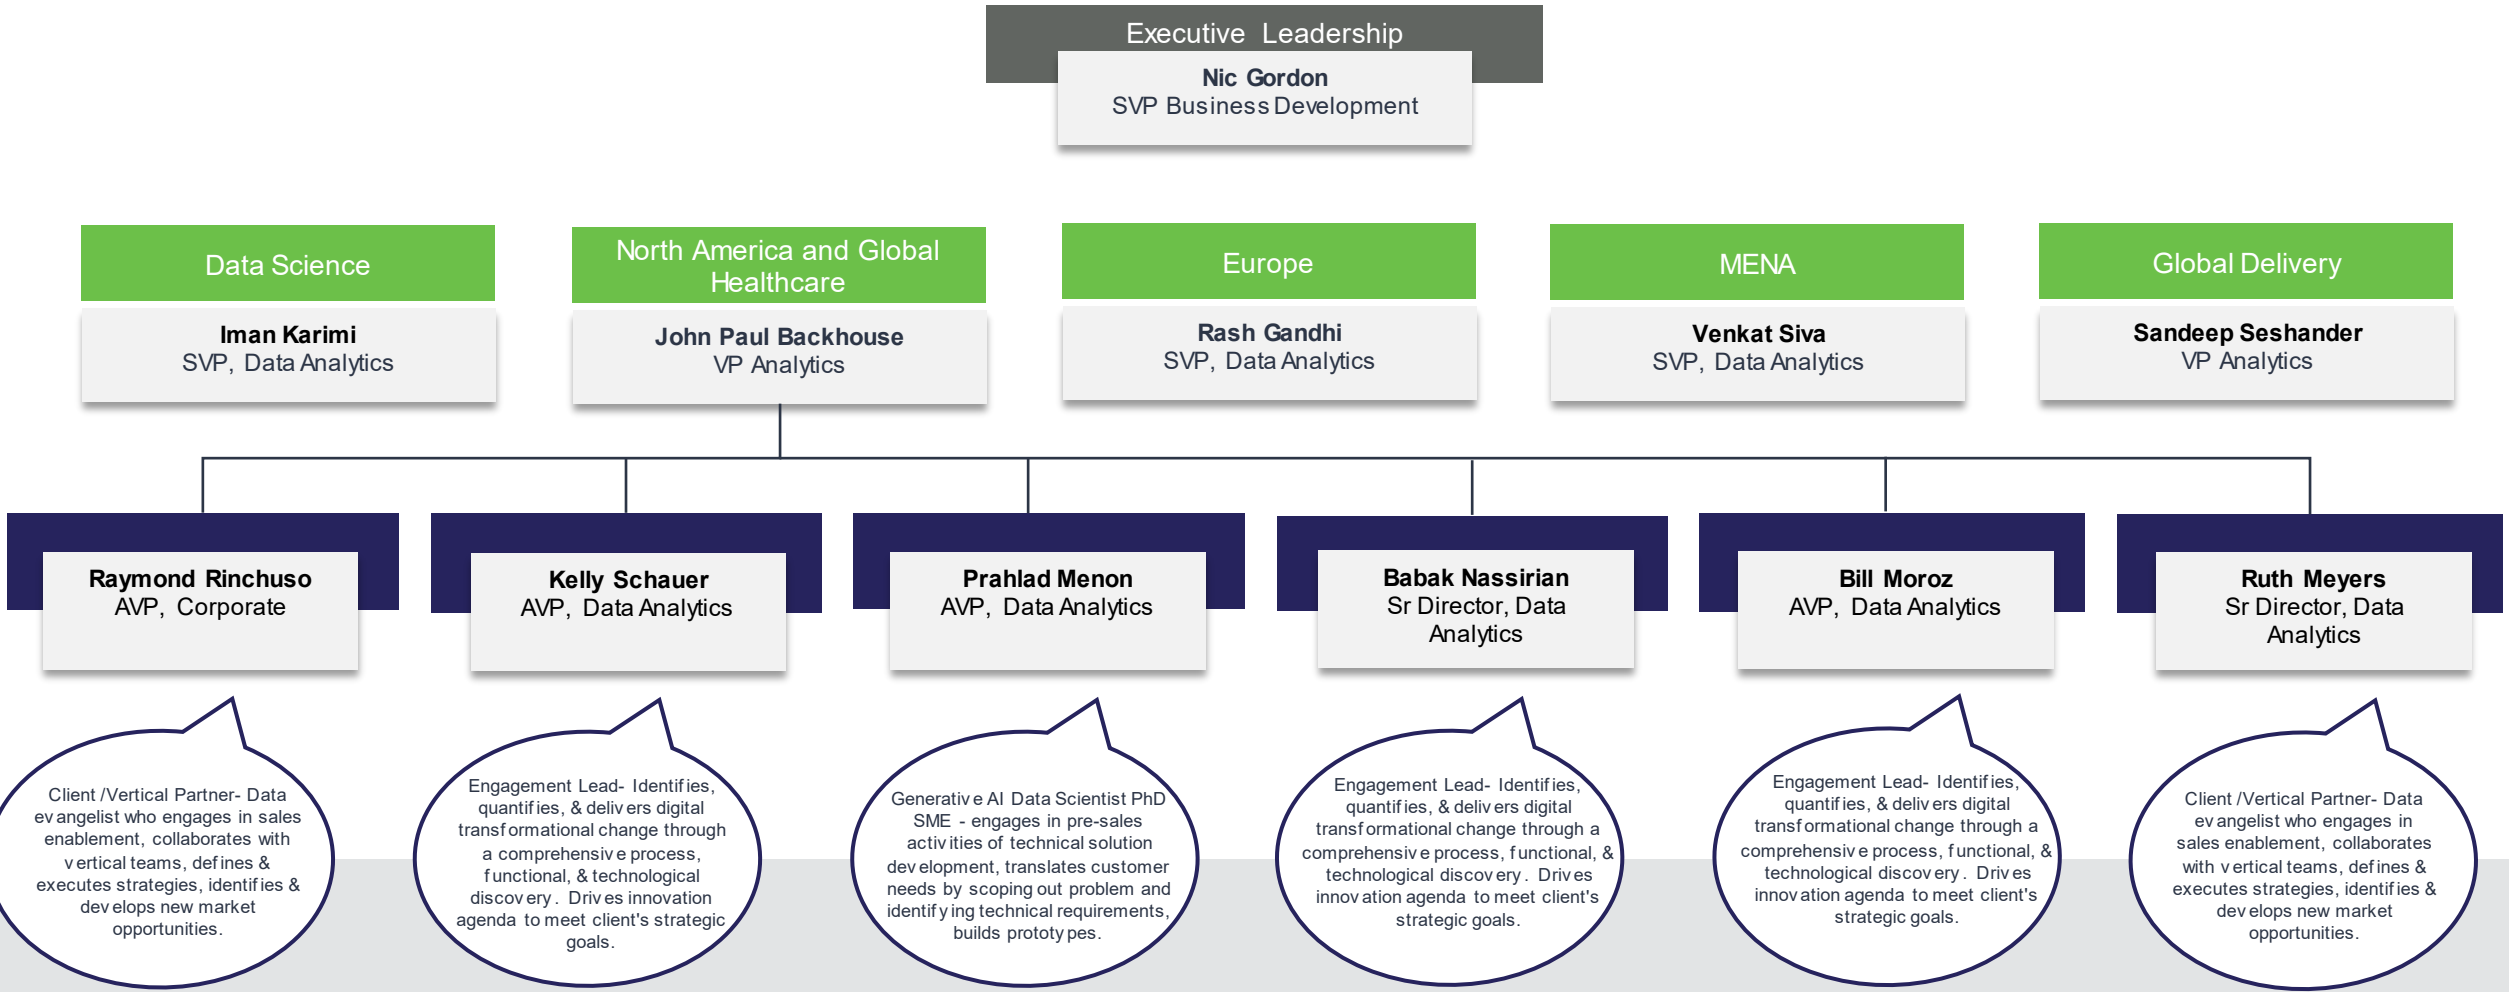 Executive Leadership
Nic Gordon
SVP Business Development
Data Science
Iman Karimi
SVP, Data Analytics
North America and Global
Healthcare
John Paul Backhouse
VP Analytics
Europe
Rash Gandhi
SVP, Data Analytics
MENA
Venkat Siva
SVP, Data Analytics
Global Delivery
Sandeep Seshander
VP Analytics
Raymond Rinchuso
AVP, Corporate
Kelly Schauer
AVP, Data Analytics
Prahlad Menon
AVP, Data Analytics
Babak Nassirian
Sr Director, Data
Analytics
Bill Moroz
AVP, Data Analytics
Ruth Meyers
Sr Director, Data
Analytics
Client /Vertical Partner- Data
evangelist who engages in sales
enablement, collaborates with
vertical teams, defines &
executes strategies, identifies &
develops new market
opportunities.
Engagement Lead- Identifies,
quantifies, & delivers digital
transformational change through
a comprehensive process,
functional, & technological
discovery. Drives innovation
agenda to meet client's strategic
goals.
Generative AI Data Scientist PhD
SME - engages in pre-sales
activities of technical solution
development, translates customer
needs by scoping out problem and
identifying technical requirements,
builds prototypes.
Engagement Lead- Identifies,
quantifies, & delivers digital
transformational change through a
comprehensive process, functional, &
technological discovery. Drives
innovation agenda to meet client's
strategic goals.
Engagement Lead- Identifies,
quantifies, & delivers digital
transformational change through a
comprehensive process, functional, &
technological discovery. Drives
innovation agenda to meet client's
strategic goals.
Client /Vertical Partner- Data
evangelist who engages in
sales enablement, collaborates
with vertical teams, defines &
executes strategies, identifies &
develops new market
opportunities.